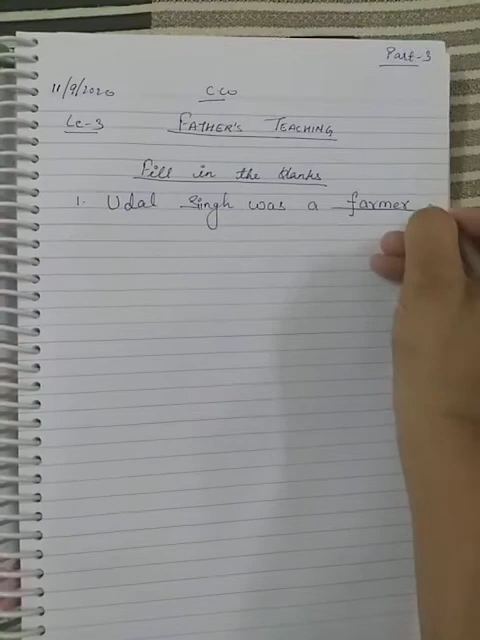 Part-3
11/9/2020 CW
Lc-3 FATHER'S TEACHING
Fill in the blanks
1. Udal Singh was a farmer